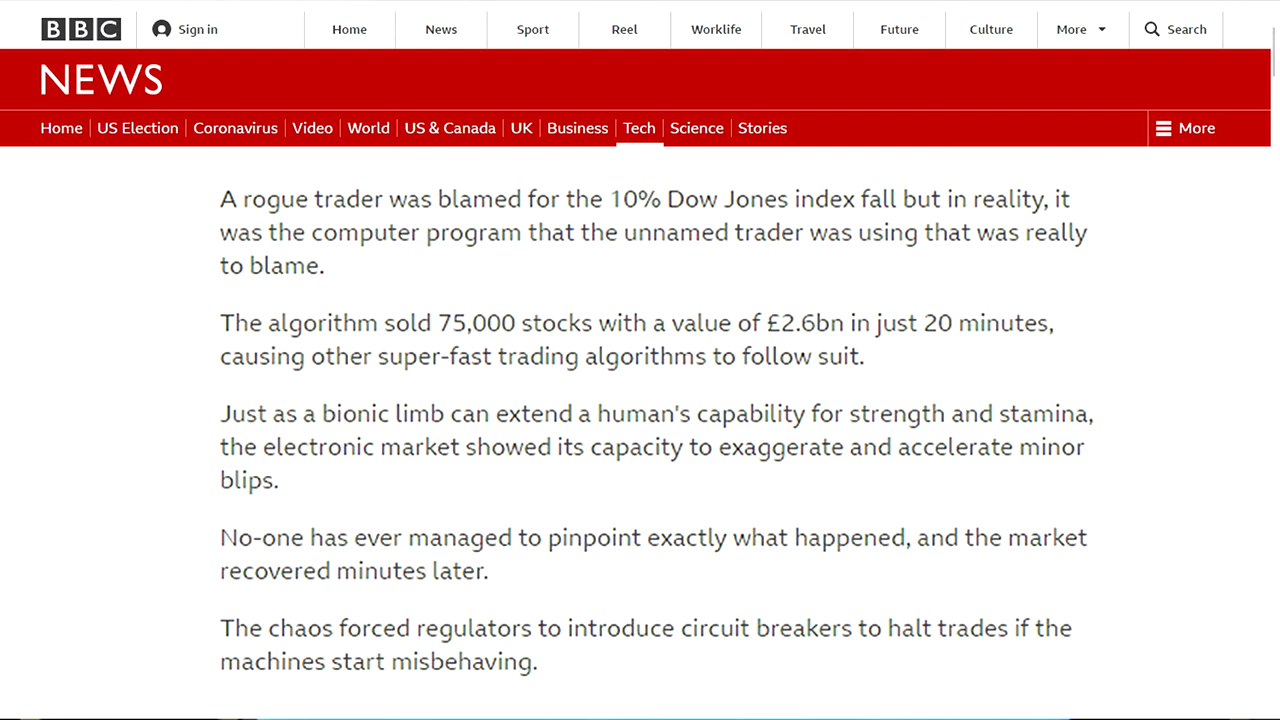 BBC Sign in Home News Sport Reel Worklife Travel Future Culture More Search
NEWS
Home US Election Coronavirus Video World US & Canada UK Business Tech Science Stories More
A rogue trader was blamed for the 10% Dow Jones index fall but in reality, it
was the computer program that the unnamed trader was using that was really
to blame.
The algorithm sold 75,000 stocks with a value of £2.6bn in just 20 minutes,
causing other super-fast trading algorithms to follow suit.
Just as a bionic limb can extend a human's capability for strength and stamina,
the electronic market showed its capacity to exaggerate and accelerate minor
blips.
No-one has ever managed to pinpoint exactly what happened, and the market
recovered minutes later.
The chaos forced regulators to introduce circuit breakers to halt trades if the
machines start misbehaving.